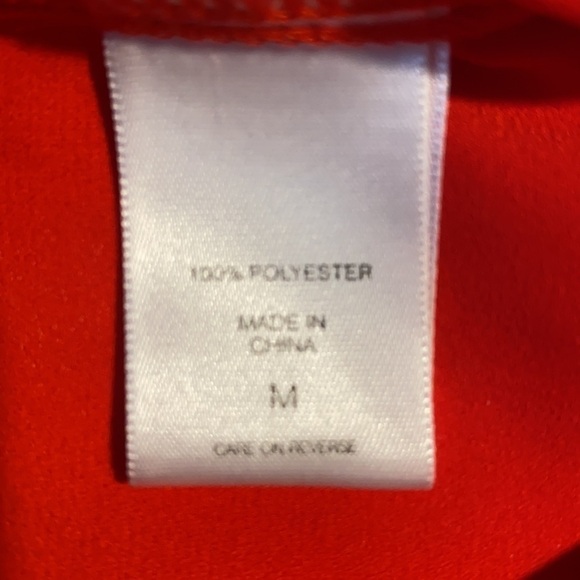 100% POLYESTER
MADE IN
CHINA
M
CARE ON REVERSE